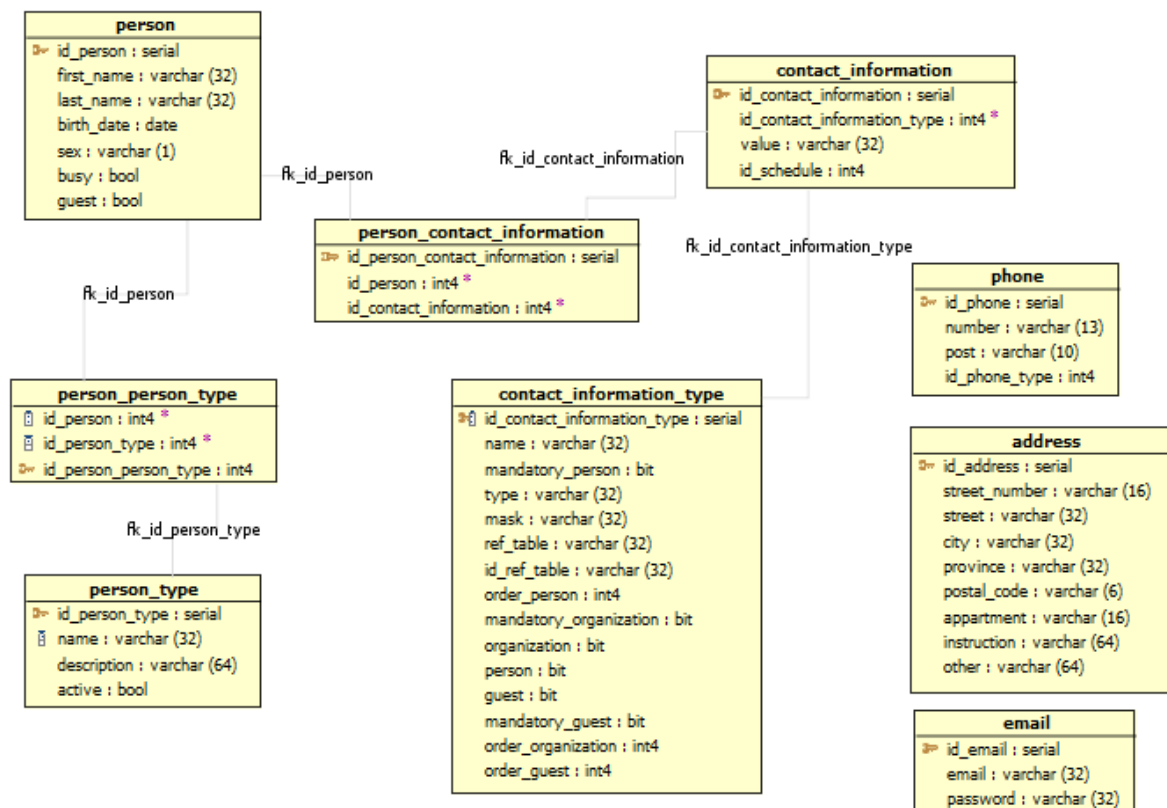 person
id_person : serial
first_name : varchar (32)
last_name : varchar (32)
birth_date : date
sex : varchar (1)
busy : bool
guest : bool
fk_id_person
fk_id_person
contact_information
id_contact_information : serial
id_contact_information_type : int4 *
value : varchar (32)
id_schedule : int4
fk_id_contact_information
person_contact_information
id_person_contact_information : serial
id_person : int4 *
id_contact_information : int4 *
fk_id_contact_information_type
phone
id_phone : serial
number : varchar (13)
post : varchar (10)
id_phone_type : int4
person_person_type
id_person : int4 *
id_person_type : int4 *
id_person_person_type : int4
fk_id_person_type
person_type
id_person_type : serial
name : varchar (32)
description : varchar (64)
active : bool
contact_information_type
id_contact_information_type : serial
name : varchar (32)
mandatory_person : bit
type : varchar (32)
mask : varchar (32)
ref_table : varchar (32)
id_ref_table : varchar (32)
order_person : int4
mandatory_organization : bit
organization : bit
person : bit
guest : bit
mandatory_guest : bit
order_organization : int4
order_guest : int4
address
id_address : serial
street_number : varchar (16)
street : varchar (32)
city : varchar (32)
province : varchar (32)
postal_code : varchar (6)
appartment : varchar (16)
instruction : varchar (64)
other : varchar (64)
email
id_email : serial
email : varchar (32)
password : varchar (32)